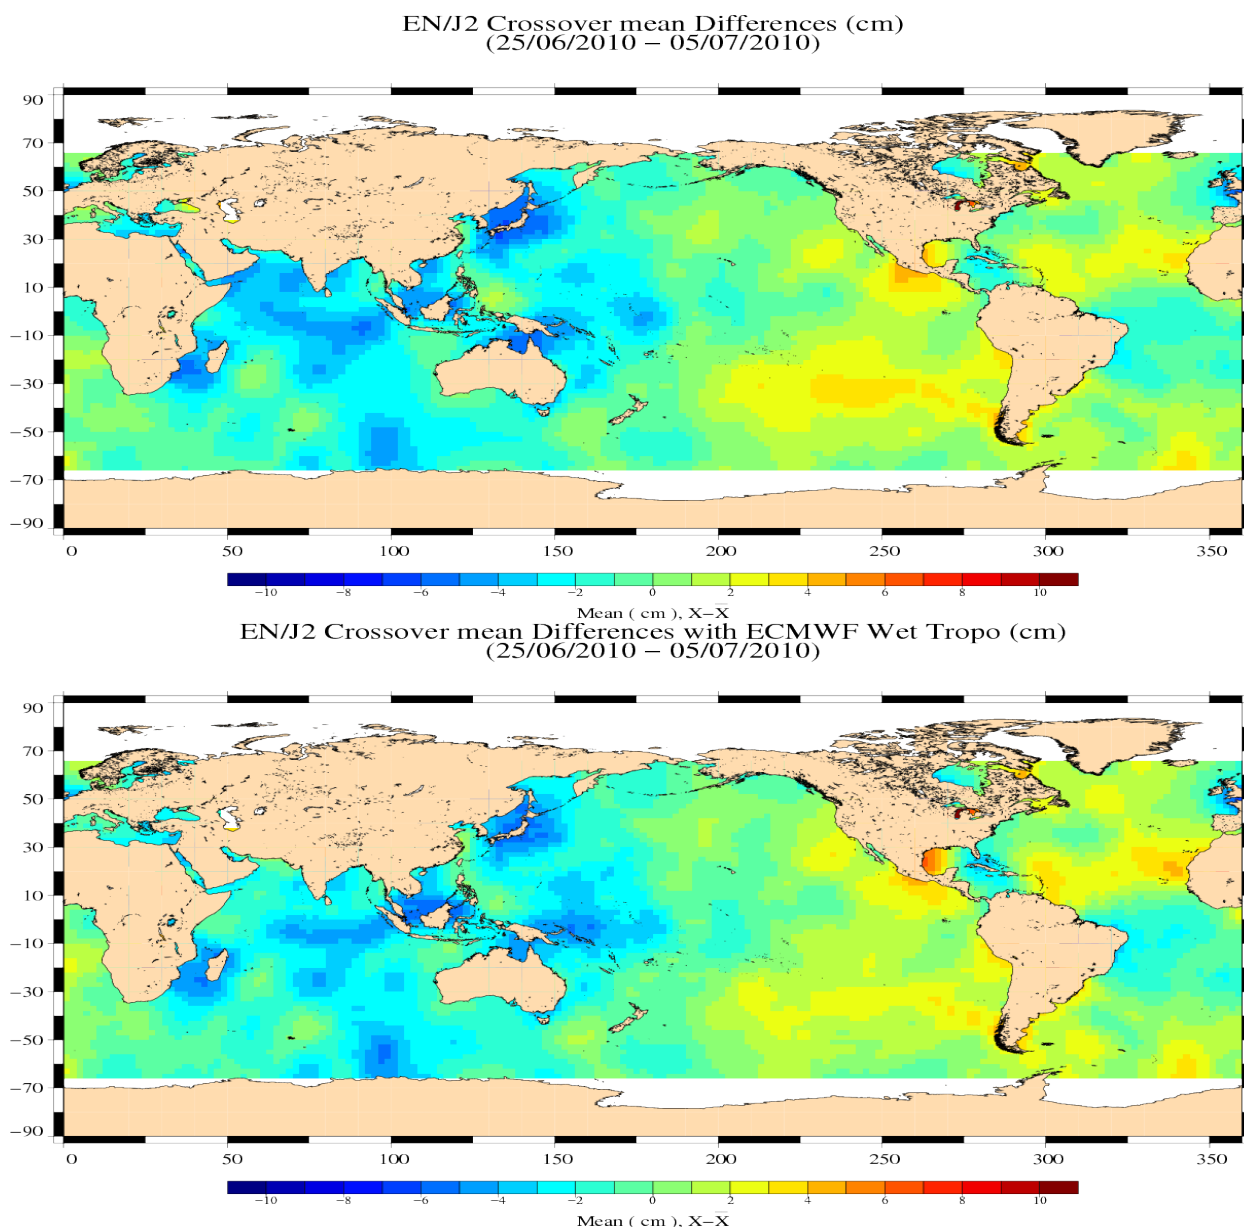 EN/J2 Crossover mean Differences (cm)
(25/06/2010 − 05/07/2010)
90
70
50
30
10
−10
−30
−50
−70
−90
0 50 100 150 200 250 300 350
−10 −8 −6 −4 −2 0 2 4 6 8 10
Mean ( cm ), X−X̅
EN/J2 Crossover mean Differences with ECMWF Wet Tropo (cm)
(25/06/2010 − 05/07/2010)
90
70
50
30
10
−10
−30
−50
−70
−90
0 50 100 150 200 250 300 350
−10 −8 −6 −4 −2 0 2 4 6 8 10
Mean ( cm ), X−X̅